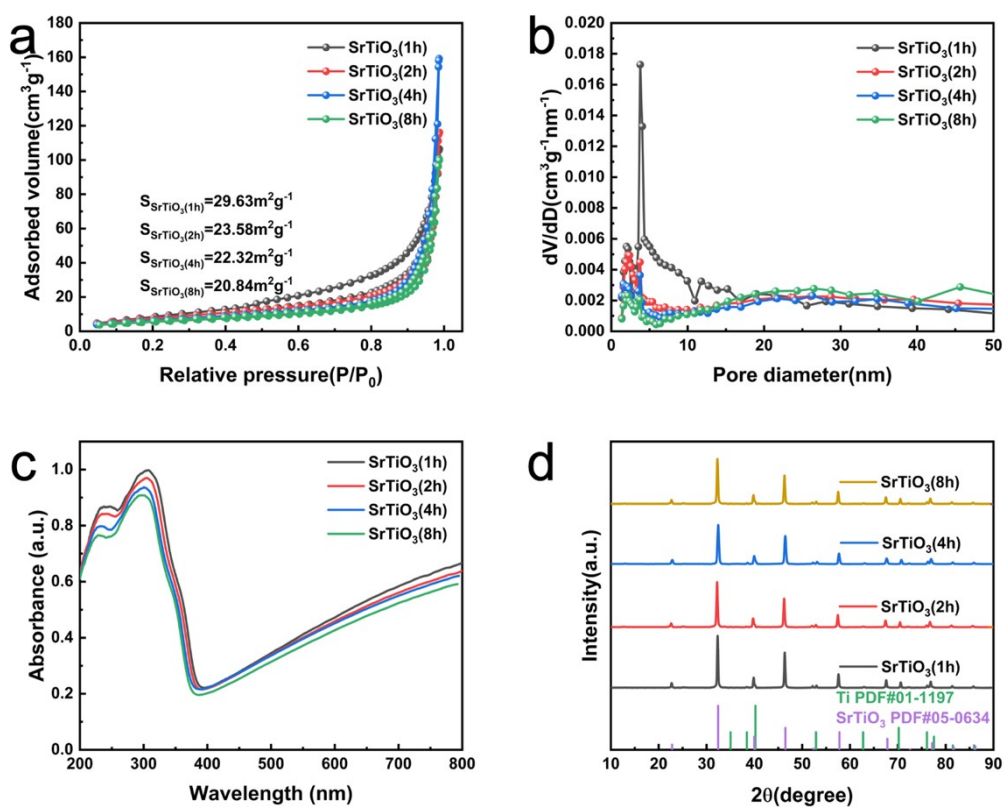 a
180
160
140
120
100
80
60
40
20
0
Adsorbed volume(cm³g⁻¹)
SrTiO₃(1h)
SrTiO₃(2h)
SrTiO₃(4h)
SrTiO₃(8h)
S_SrTiO₃(1h)=29.63m²g⁻¹
S_SrTiO₃(2h)=23.58m²g⁻¹
S_SrTiO₃(4h)=22.32m²g⁻¹
S_SrTiO₃(8h)=20.84m²g⁻¹
0.0 0.2 0.4 0.6 0.8 1.0
Relative pressure(P/P₀)
b
0.020
0.018
0.016
0.014
0.012
0.010
0.008
0.006
0.004
0.002
0.000
dV/dD(cm³g⁻¹nm⁻¹)
SrTiO₃(1h)
SrTiO₃(2h)
SrTiO₃(4h)
SrTiO₃(8h)
0 10 20 30 40 50
Pore diameter(nm)
c
1.0
0.8
0.6
0.4
0.2
0.0
Absorbance (a.u.)
SrTiO₃(1h)
SrTiO₃(2h)
SrTiO₃(4h)
SrTiO₃(8h)
200 300 400 500 600 700 800
Wavelength (nm)
d
Intensity(a.u.)
SrTiO₃(8h)
SrTiO₃(4h)
SrTiO₃(2h)
SrTiO₃(1h)
Ti PDF#01-1197
SrTiO₃ PDF#05-0634
10 20 30 40 50 60 70 80 90
2θ(degree)